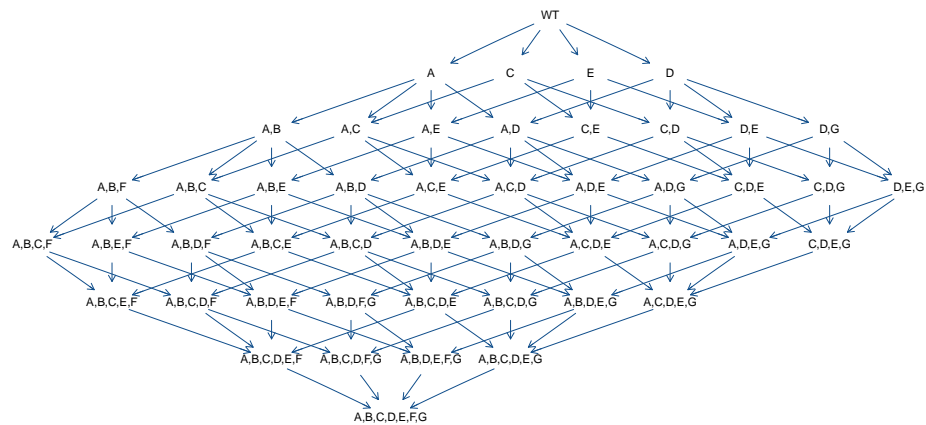 WT
A C E D
A,B A,C A,E A,D C,E C,D D,E D,G
A,B,F A,B,C A,B,E A,B,D A,C,E A,C,D A,D,E A,D,G C,D,E C,D,G D,E,G
A,B,C,F A,B,E,F A,B,D,F A,B,C,E A,B,C,D A,B,D,E A,B,D,G A,C,D,E A,C,D,G A,D,E,G C,D,E,G
A,B,C,E,F A,B,C,D,F A,B,D,E,F A,B,D,F,G A,B,C,D,E A,B,C,D,G A,B,D,E,G A,C,D,E,G
A,B,C,D,E,F A,B,C,D,F,G A,B,D,E,F,G A,B,C,D,E,G
A,B,C,D,E,F,G